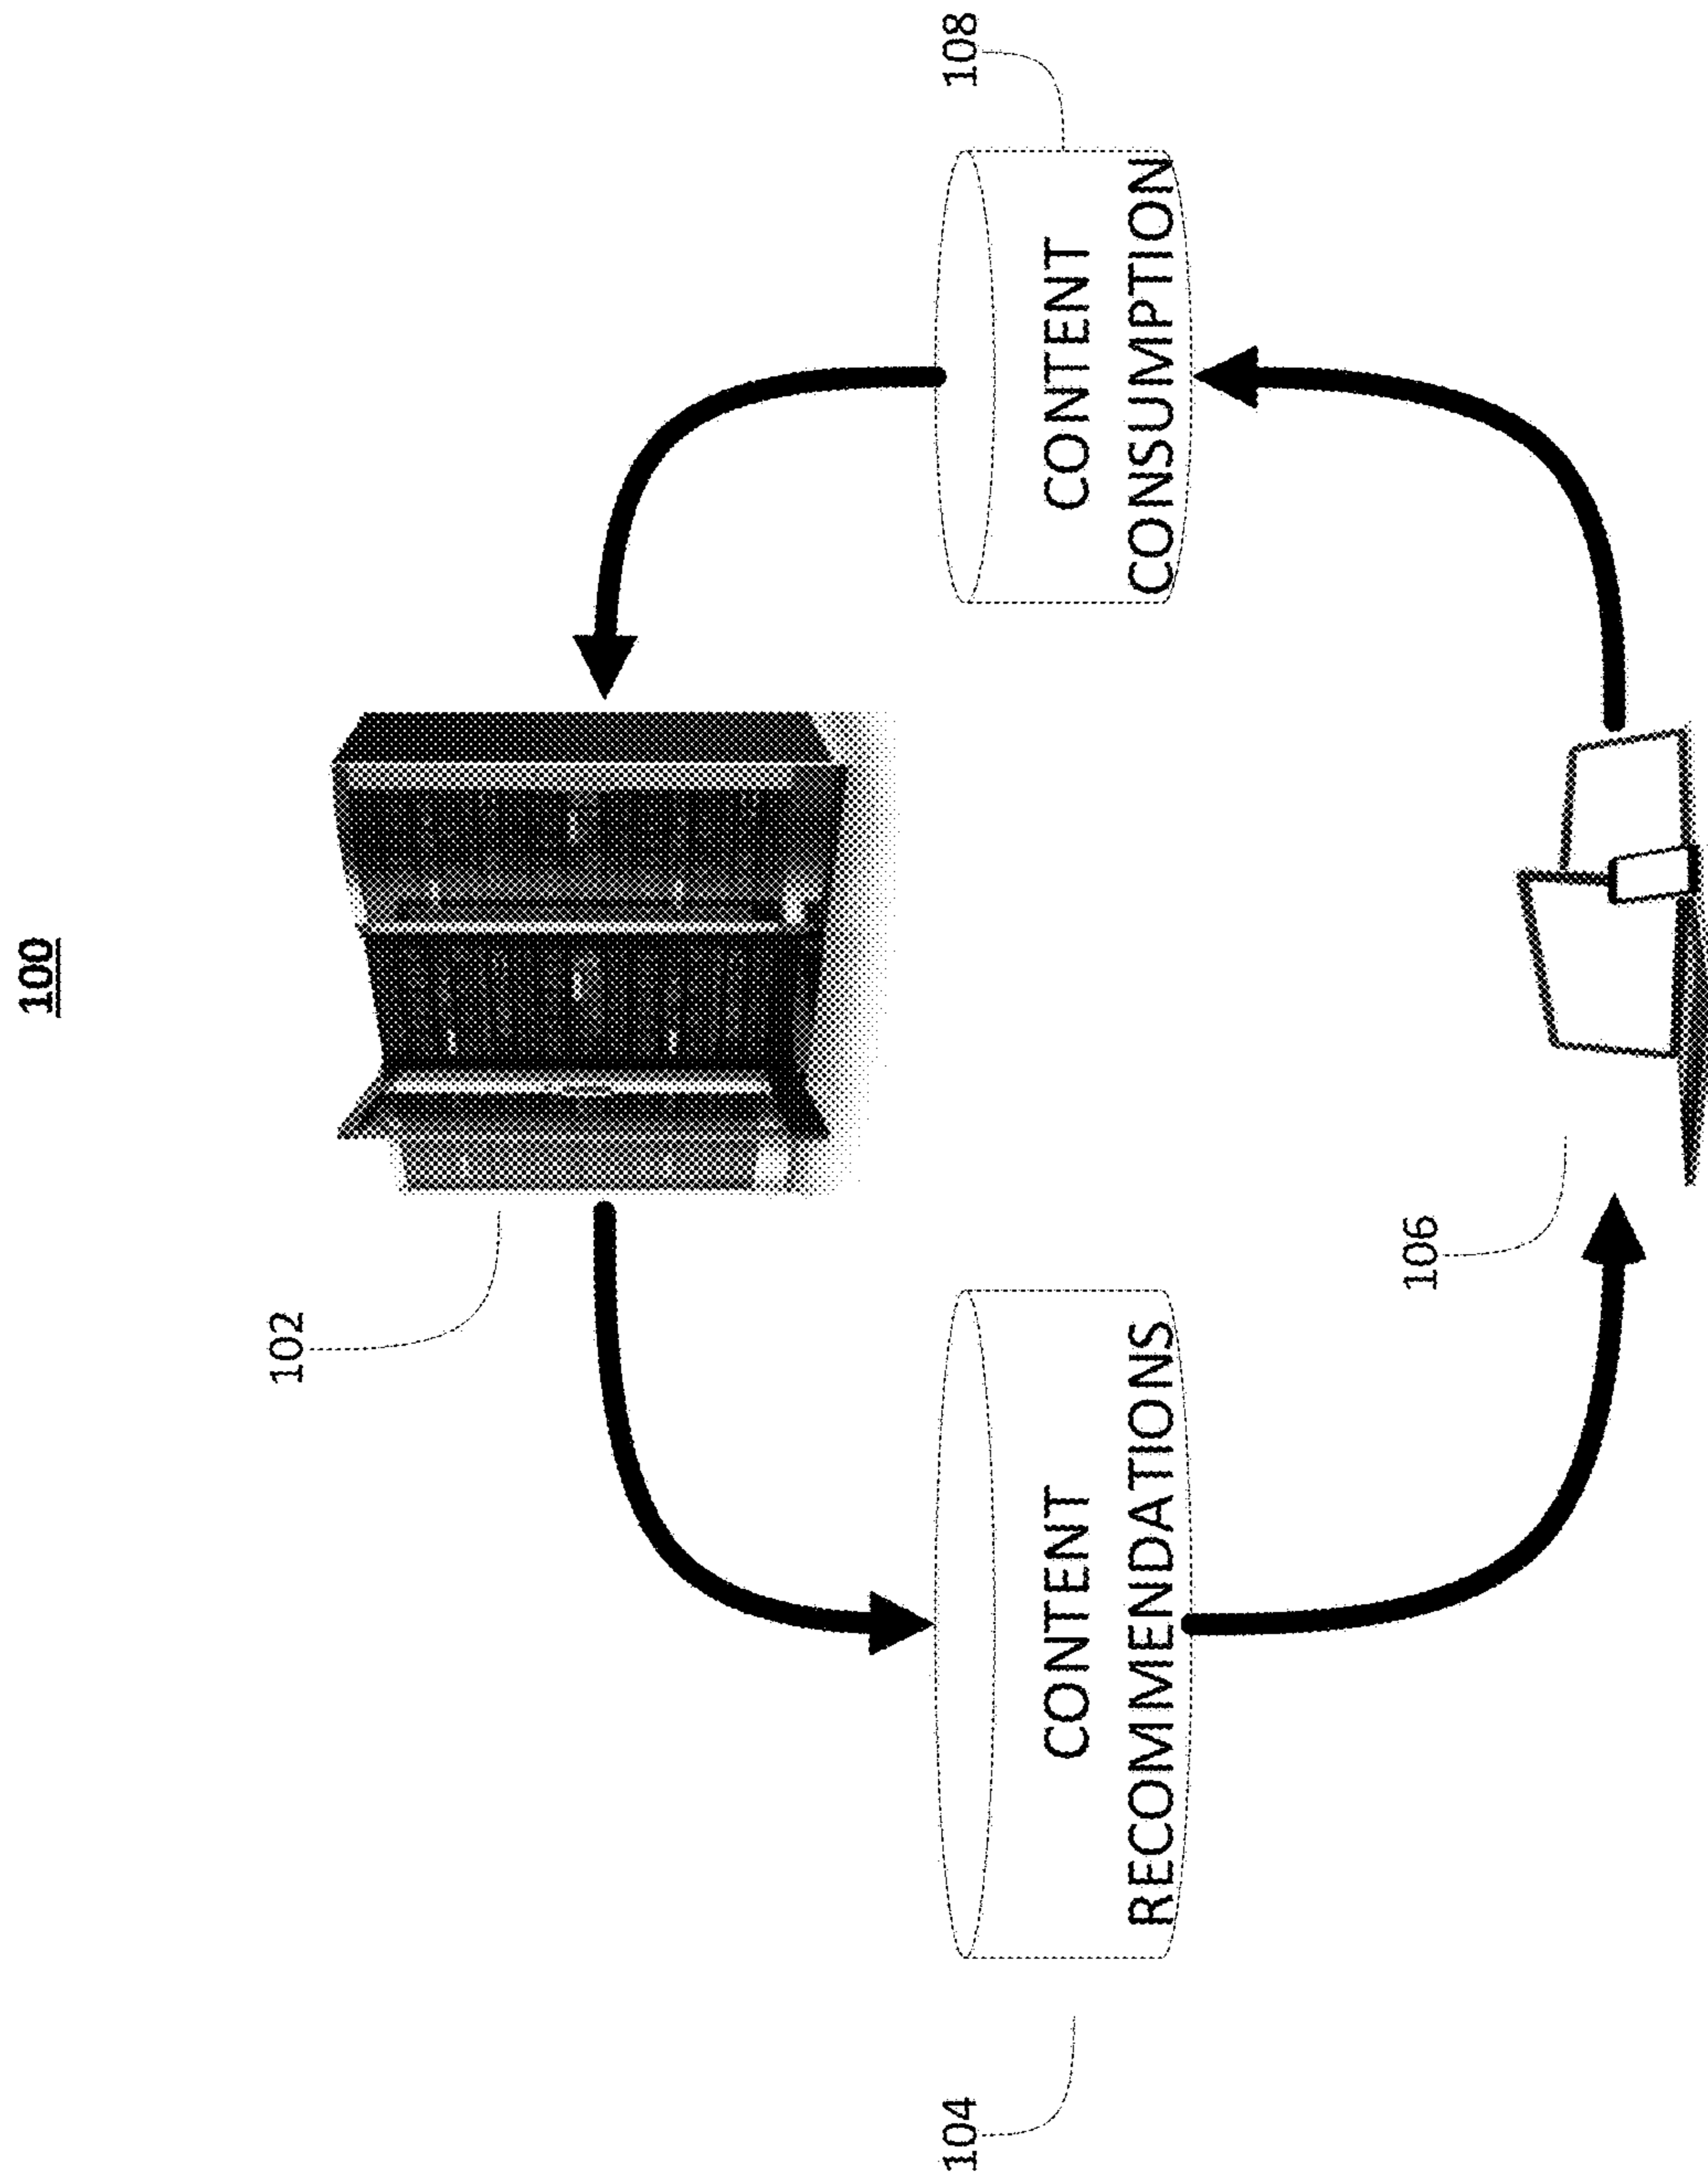 100
102
104
CONTENT
RECOMMENDATIONS
CONTENT
CONSUMPTION
108
106